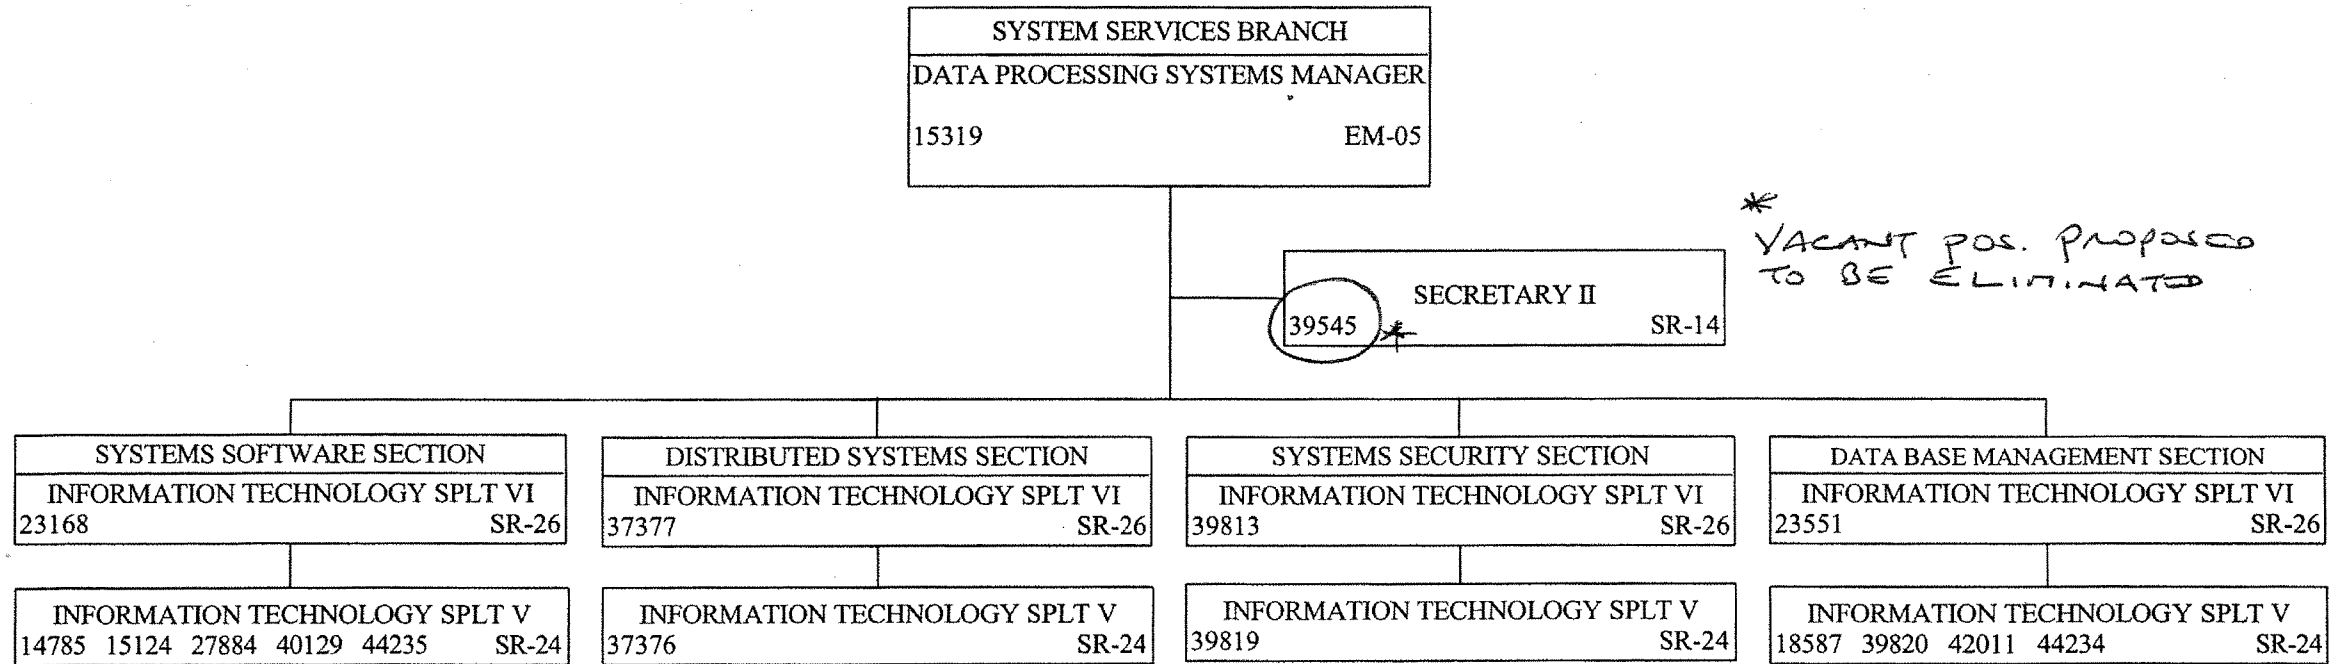 SYSTEM SERVICES BRANCH
DATA PROCESSING SYSTEMS MANAGER
15319 EM-05
*
VACANT POS. PROPOSED
TO BE ELIMINATED
SECRETARY II
39545 * SR-14
SYSTEMS SOFTWARE SECTION
INFORMATION TECHNOLOGY SPLT VI
23168 SR-26
INFORMATION TECHNOLOGY SPLT V
14785 15124 27884 40129 44235 SR-24
DISTRIBUTED SYSTEMS SECTION
INFORMATION TECHNOLOGY SPLT VI
37377 SR-26
INFORMATION TECHNOLOGY SPLT V
37376 SR-24
SYSTEMS SECURITY SECTION
INFORMATION TECHNOLOGY SPLT VI
39813 SR-26
INFORMATION TECHNOLOGY SPLT V
39819 SR-24
DATA BASE MANAGEMENT SECTION
INFORMATION TECHNOLOGY SPLT VI
23551 SR-26
INFORMATION TECHNOLOGY SPLT V
18587 39820 42011 44234 SR-24